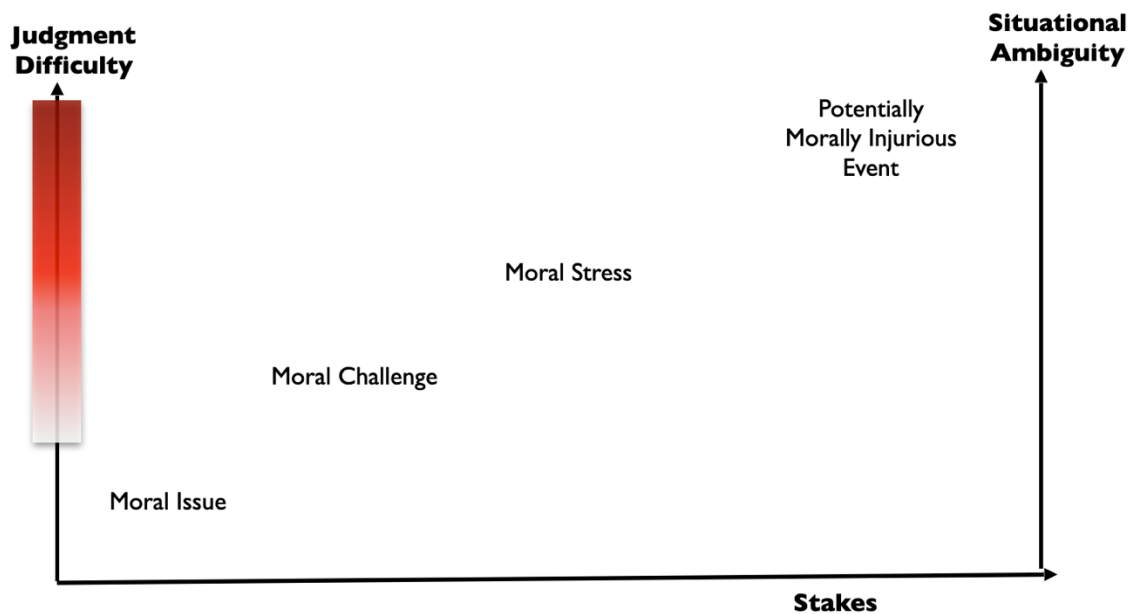 Judgment
Difficulty
Situational
Ambiguity
Potentially
Morally Injurious
Event
Moral Stress
Moral Challenge
Moral Issue
Stakes